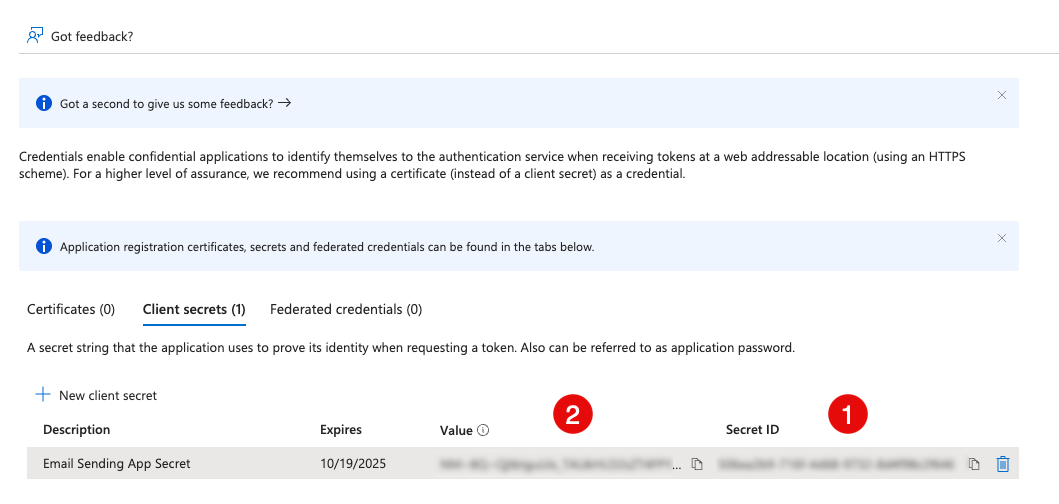 Got feedback?
Got a second to give us some feedback? →
Credentials enable confidential applications to identify themselves to the authentication service when receiving tokens at a web addressable location (using an HTTPS
scheme). For a higher level of assurance, we recommend using a certificate (instead of a client secret) as a credential.
Application registration certificates, secrets and federated credentials can be found in the tabs below.
Certificates (0) Client secrets (1) Federated credentials (0)
A secret string that the application uses to prove its identity when requesting a token. Also can be referred to as application password.
New client secret
2 1
Description Expires Value Secret ID
Email Sending App Secret 10/19/2025